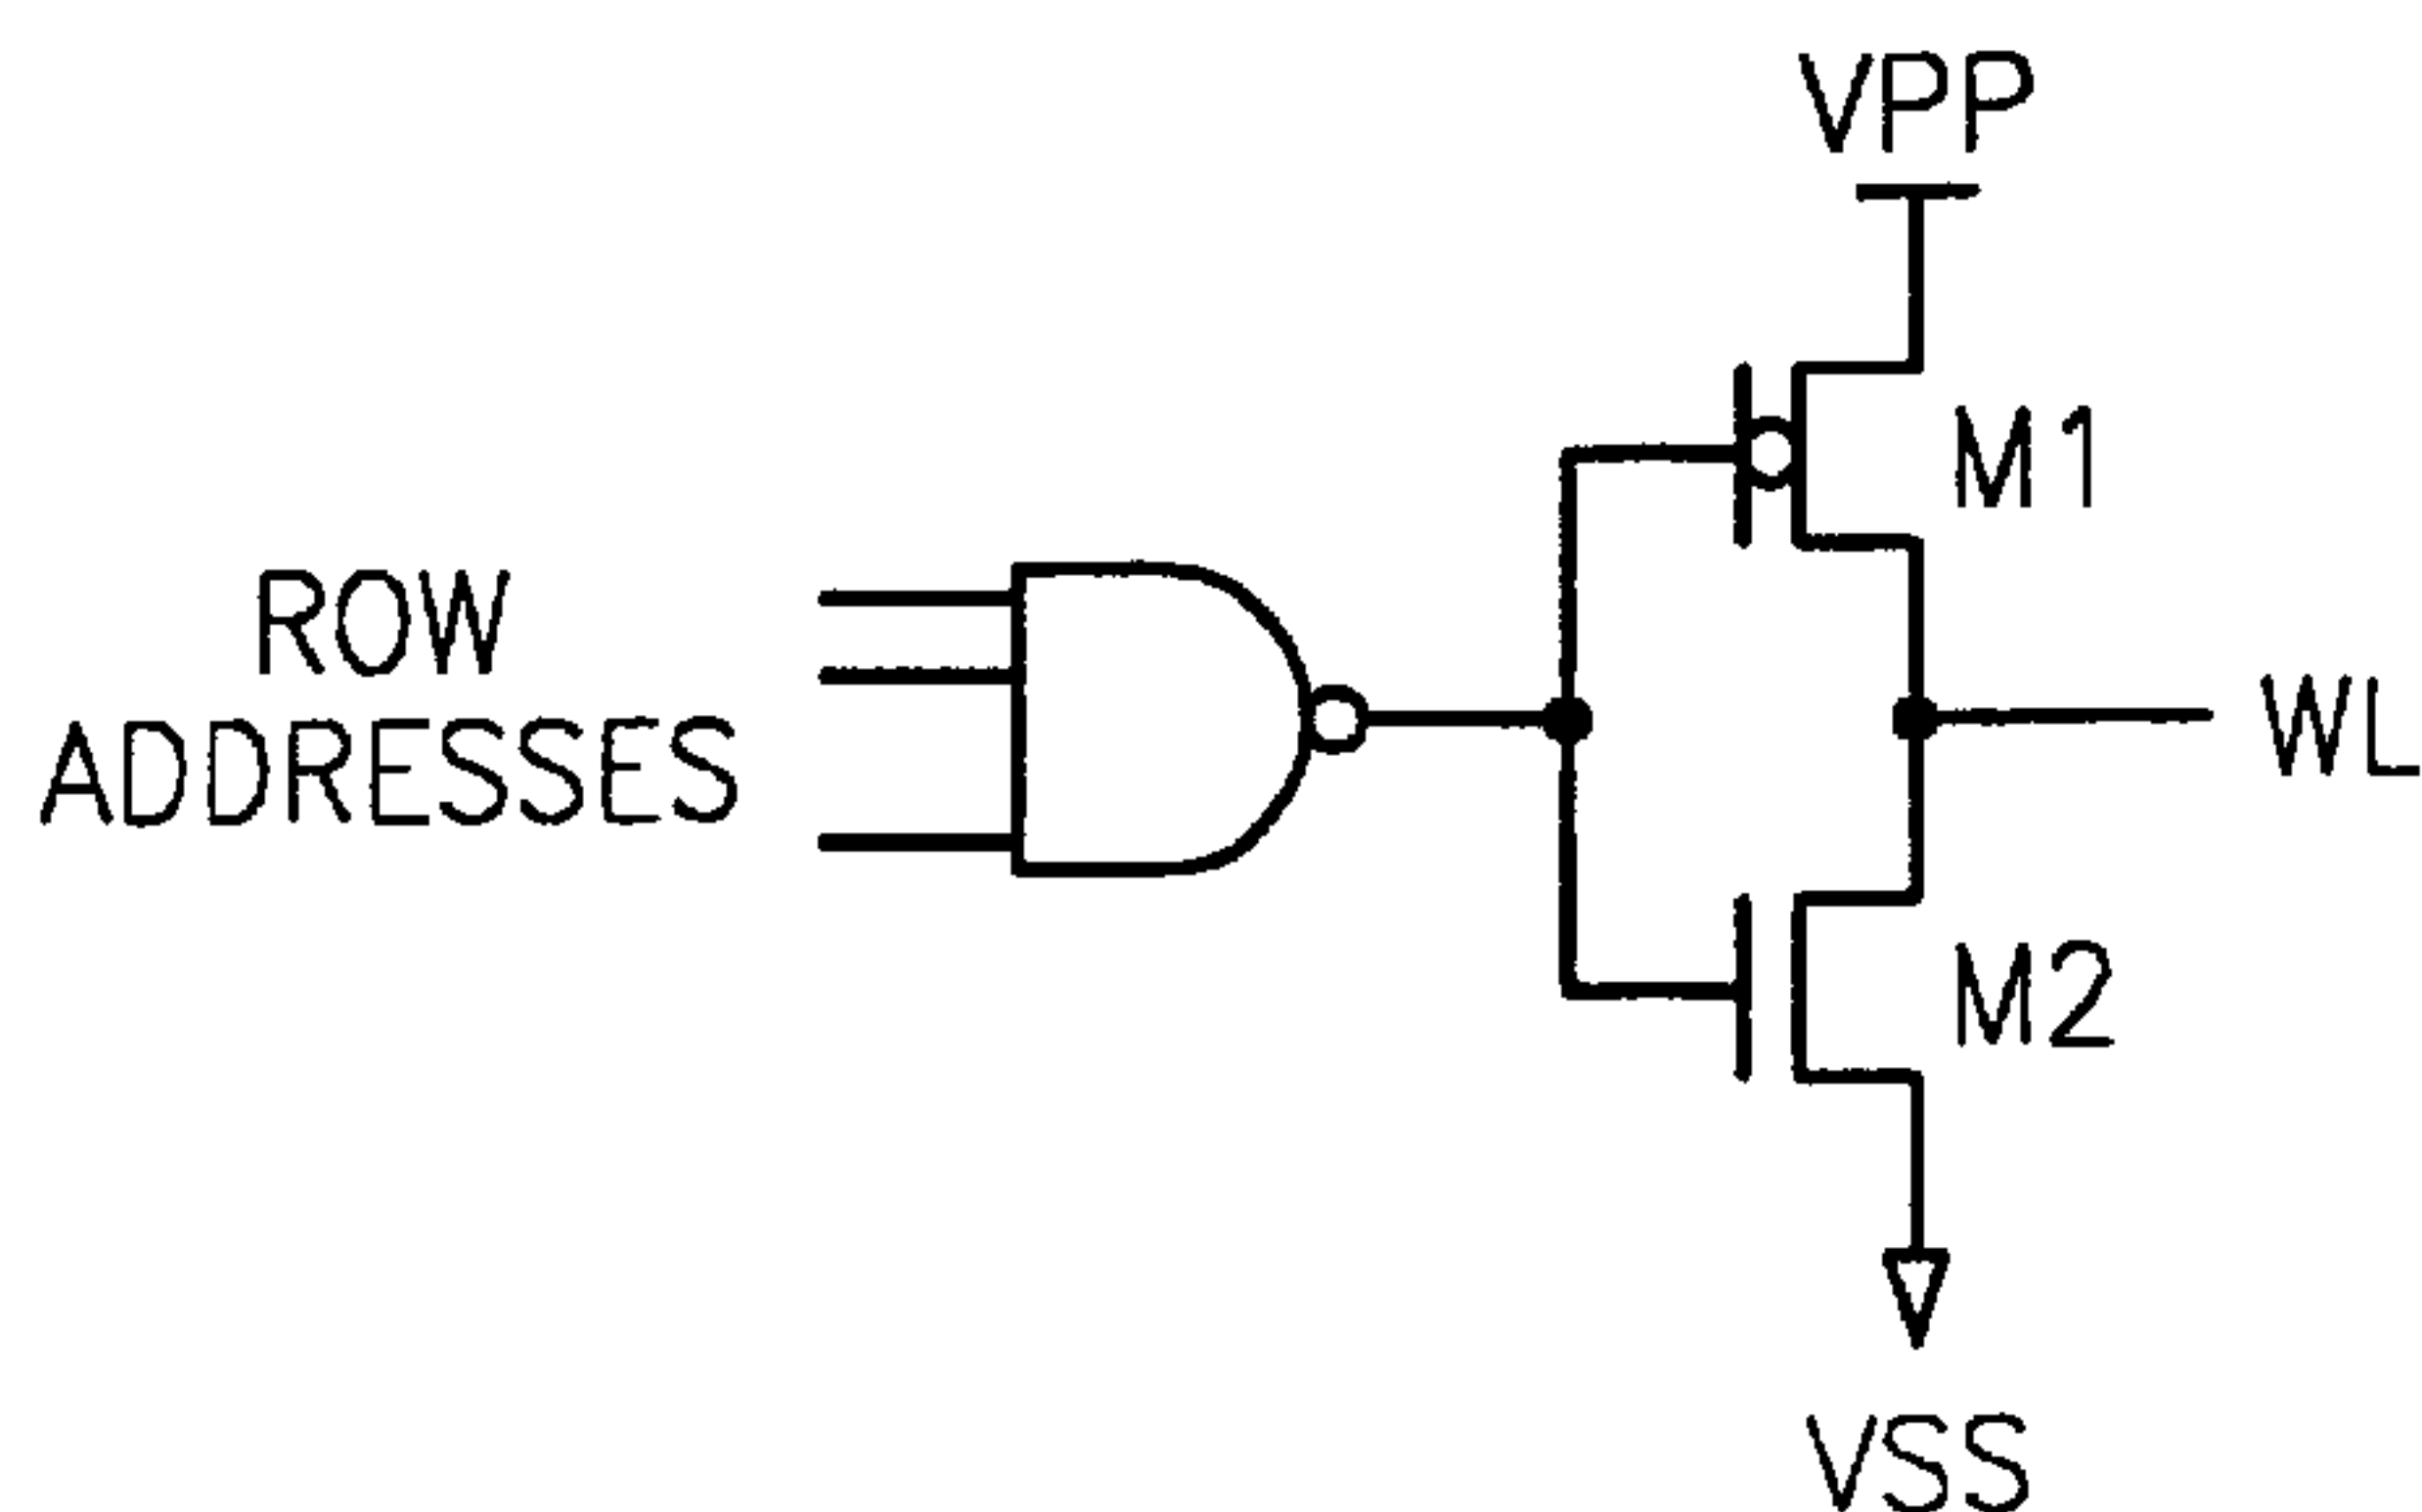 VPP
M1
ROW
ADDRESSES
WL
M2
VSS